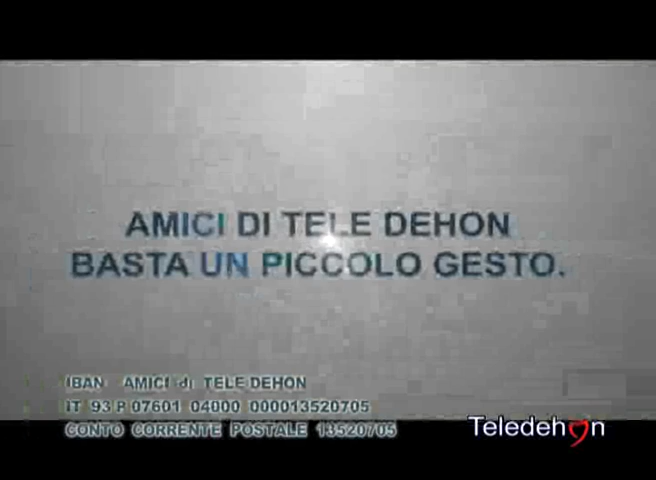 AMICI DI TELE DEHON
BASTA UN PICCOLO GESTO.
IBAN AMICI di TELE DEHON
IT 93 P 07601 04000 000013520705
CONTO CORRENTE POSTALE 13520705
Teledehon